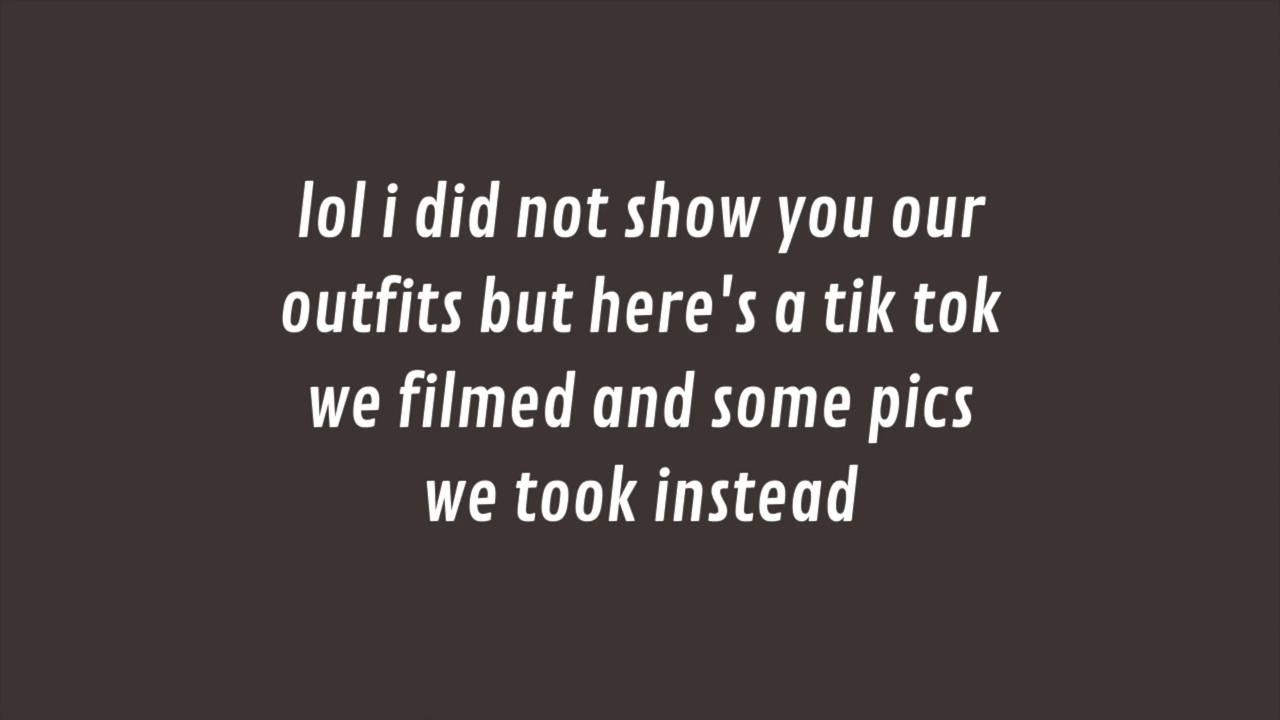 lol i did not show you our
outfits but here's a tik tok
we filmed and some pics
we took instead